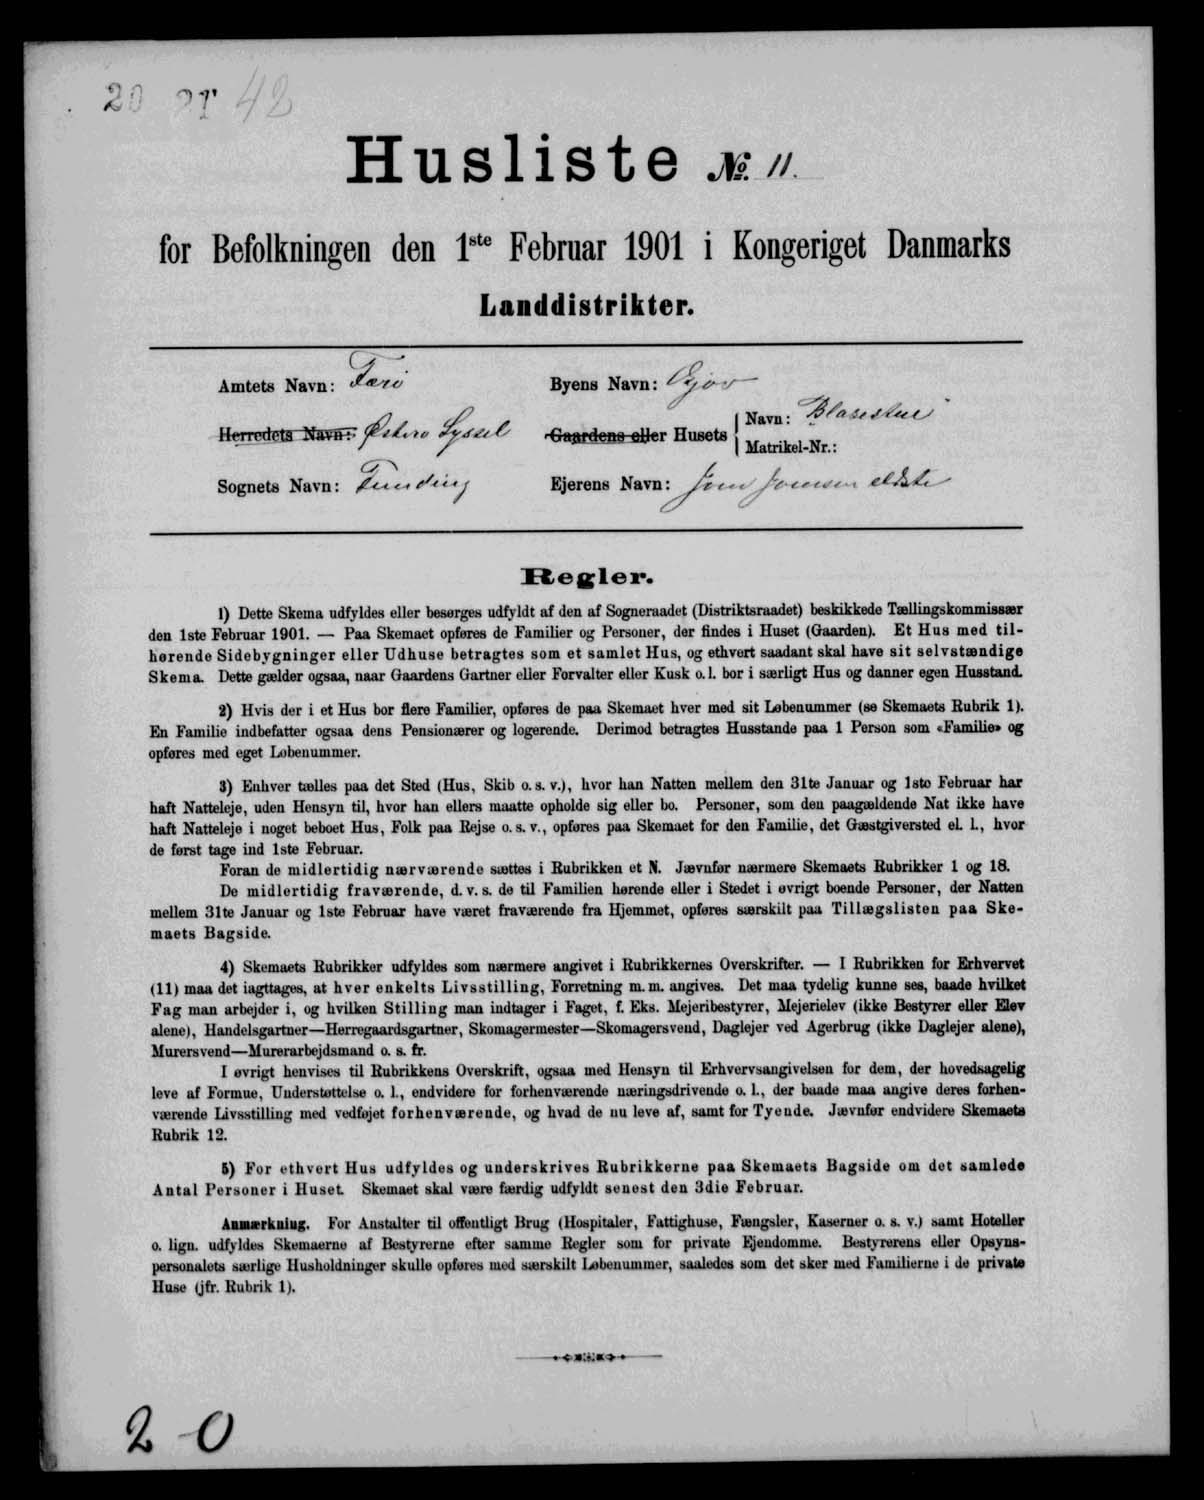 20 21 42
Husliste № 11.
for Befolkningen den 1ste Februar 1901 i Kongeriget Danmarks
Landdistrikter.
Amtets Navn: Færö
Byens Navn: Gjov
Herredets Navn: Østerø Syssel
Gaardens eller Husets
Navn: Blasastue
Matrikel-Nr.:
Sognets Navn: Funding
Ejerens Navn: Joen Joensen ældste
Regler.
1) Dette Skema udfyldes eller besørges udfyldt af den af Sogneraadet (Distriktsraadet) beskikkede Tællingskommissær
den 1ste Februar 1901. — Paa Skemaet opføres de Familier og Personer, der findes i Huset (Gaarden). Et Hus med til-
hørende Sidebygninger eller Udhuse betragtes som et samlet Hus, og ethvert saadant skal have sit selvstændige
Skema. Dette gælder ogsaa, naar Gaardens Gartner eller Forvalter eller Kusk o. l. bor i særligt Hus og danner egen Husstand.
2) Hvis der i et Hus bor flere Familier, opføres de paa Skemaet hver med sit Løbenummer (se Skemaets Rubrik 1).
En Familie indbefatter ogsaa dens Pensionærer og logerende. Derimod betragtes Husstande paa 1 Person som «Familie» og
opføres med eget Løbenummer.
3) Enhver tælles paa det Sted (Hus, Skib o. s. v.), hvor han Natten mellem den 31te Januar og 1ste Februar har
haft Natteleje, uden Hensyn til, hvor han ellers maatte opholde sig eller bo. Personer, som den paagældende Nat ikke have
haft Natteleje i noget beboet Hus, Folk paa Rejse o. s. v., opføres paa Skemaet for den Familie, det Gæstgiversted el. l., hvor
de først tage ind 1ste Februar.
Foran de midlertidig nærværende sættes i Rubrikken et N. Jævnfør nærmere Skemaets Rubrikker 1 og 18.
De midlertidig fraværende, d. v. s. de til Familien hørende eller i Stedet i øvrigt boende Personer, der Natten
mellem 31te Januar og 1ste Februar have været fraværende fra Hjemmet, opføres særskilt paa Tillægslisten paa Ske-
maets Bagside.
4) Skemaets Rubrikker udfyldes som nærmere angivet i Rubrikkernes Overskrifter. — I Rubrikken for Erhvervet
(11) maa det iagttages, at hver enkelts Livsstilling, Forretning m. m. angives. Det maa tydelig kunne ses, baade hvilket
Fag man arbejder i, og hvilken Stilling man indtager i Faget, f. Eks. Mejeribestyrer, Mejerielev (ikke Bestyrer eller Elev
alene), Handelsgartner—Herregaardsgartner, Skomagermester—Skomagersvend, Daglejer ved Agerbrug (ikke Daglejer alene),
Murersvend—Murerarbejdsmand o. s. fr.
I øvrigt henvises til Rubrikkens Overskrift, ogsaa med Hensyn til Erhvervsangivelsen for dem, der hovedsagelig
leve af Formue, Understøttelse o. l., endvidere for forhenværende næringsdrivende o. l., der baade maa angive deres forhen-
værende Livsstilling med vedføjet forhenværende, og hvad de nu leve af, samt for Tyende. Jævnfør endvidere Skemaets
Rubrik 12.
5) For ethvert Hus udfyldes og underskrives Rubrikkerne paa Skemaets Bagside om det samlede
Antal Personer i Huset. Skemaet skal være færdig udfyldt senest den 3die Februar.
Anmærkning. For Anstalter til offentligt Brug (Hospitaler, Fattighuse, Fængsler, Kaserner o. s. v.) samt Hoteller
o. lign. udfyldes Skemaerne af Bestyrerne efter samme Regler som for private Ejendomme. Bestyrerens eller Opsyns-
personalets særlige Husholdninger skulle opføres med særskilt Løbenummer, saaledes som det sker med Familierne i de private
Huse (jfr. Rubrik 1).
2-0